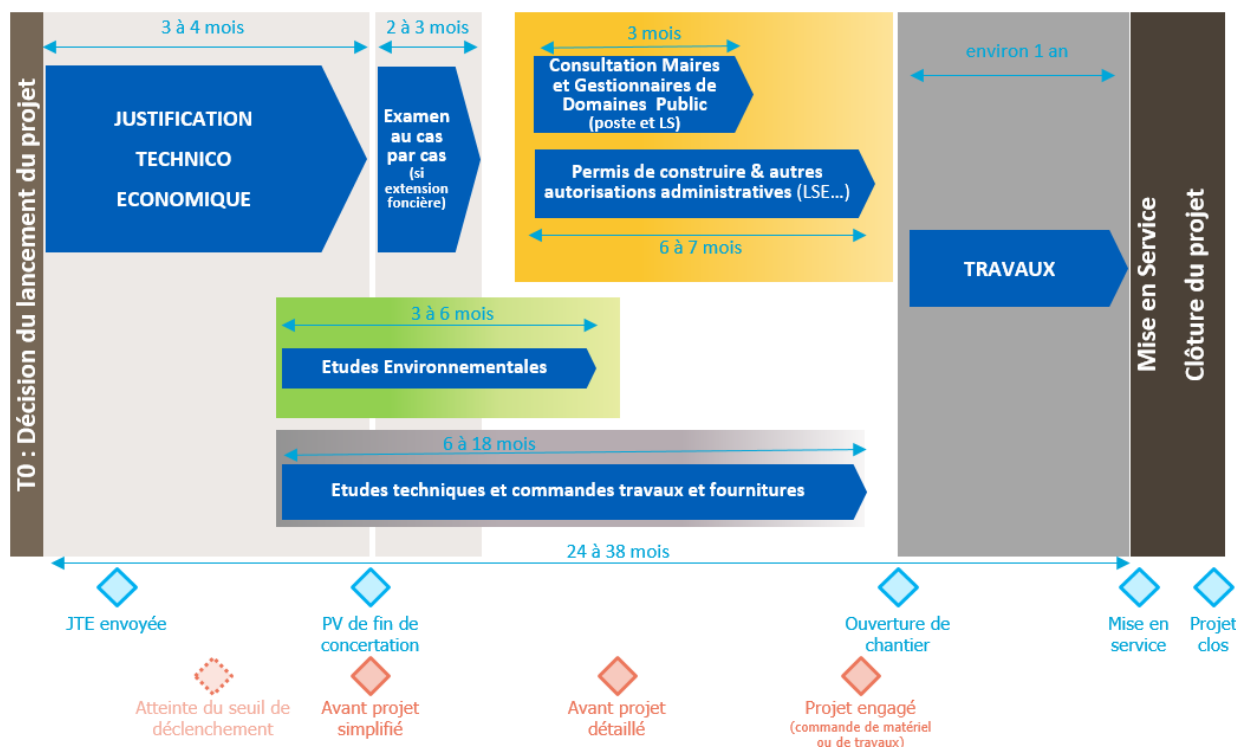 T0 : Décision du lancement du projet
3 à 4 mois
JUSTIFICATION
TECHNICO
ECONOMIQUE
2 à 3 mois
Examen
au cas
par cas
(si
extension
foncière)
3 mois
Consultation Maires
et Gestionnaires de
Domaines Public
(poste et LS)
Permis de construire & autres
autorisations administratives (LSE...)
6 à 7 mois
environ 1 an
TRAVAUX
Mise en Service
Clôture du projet
3 à 6 mois
Etudes Environnementales
6 à 18 mois
Etudes techniques et commandes travaux et fournitures
24 à 38 mois
JTE envoyée
PV de fin de
concertation
Ouverture de
chantier
Mise en
service
Projet
clos
Atteinte du seuil de
déclenchement
Avant projet
simplifié
Avant projet
détaillé
Projet engagé
(commande de matériel
ou de travaux)